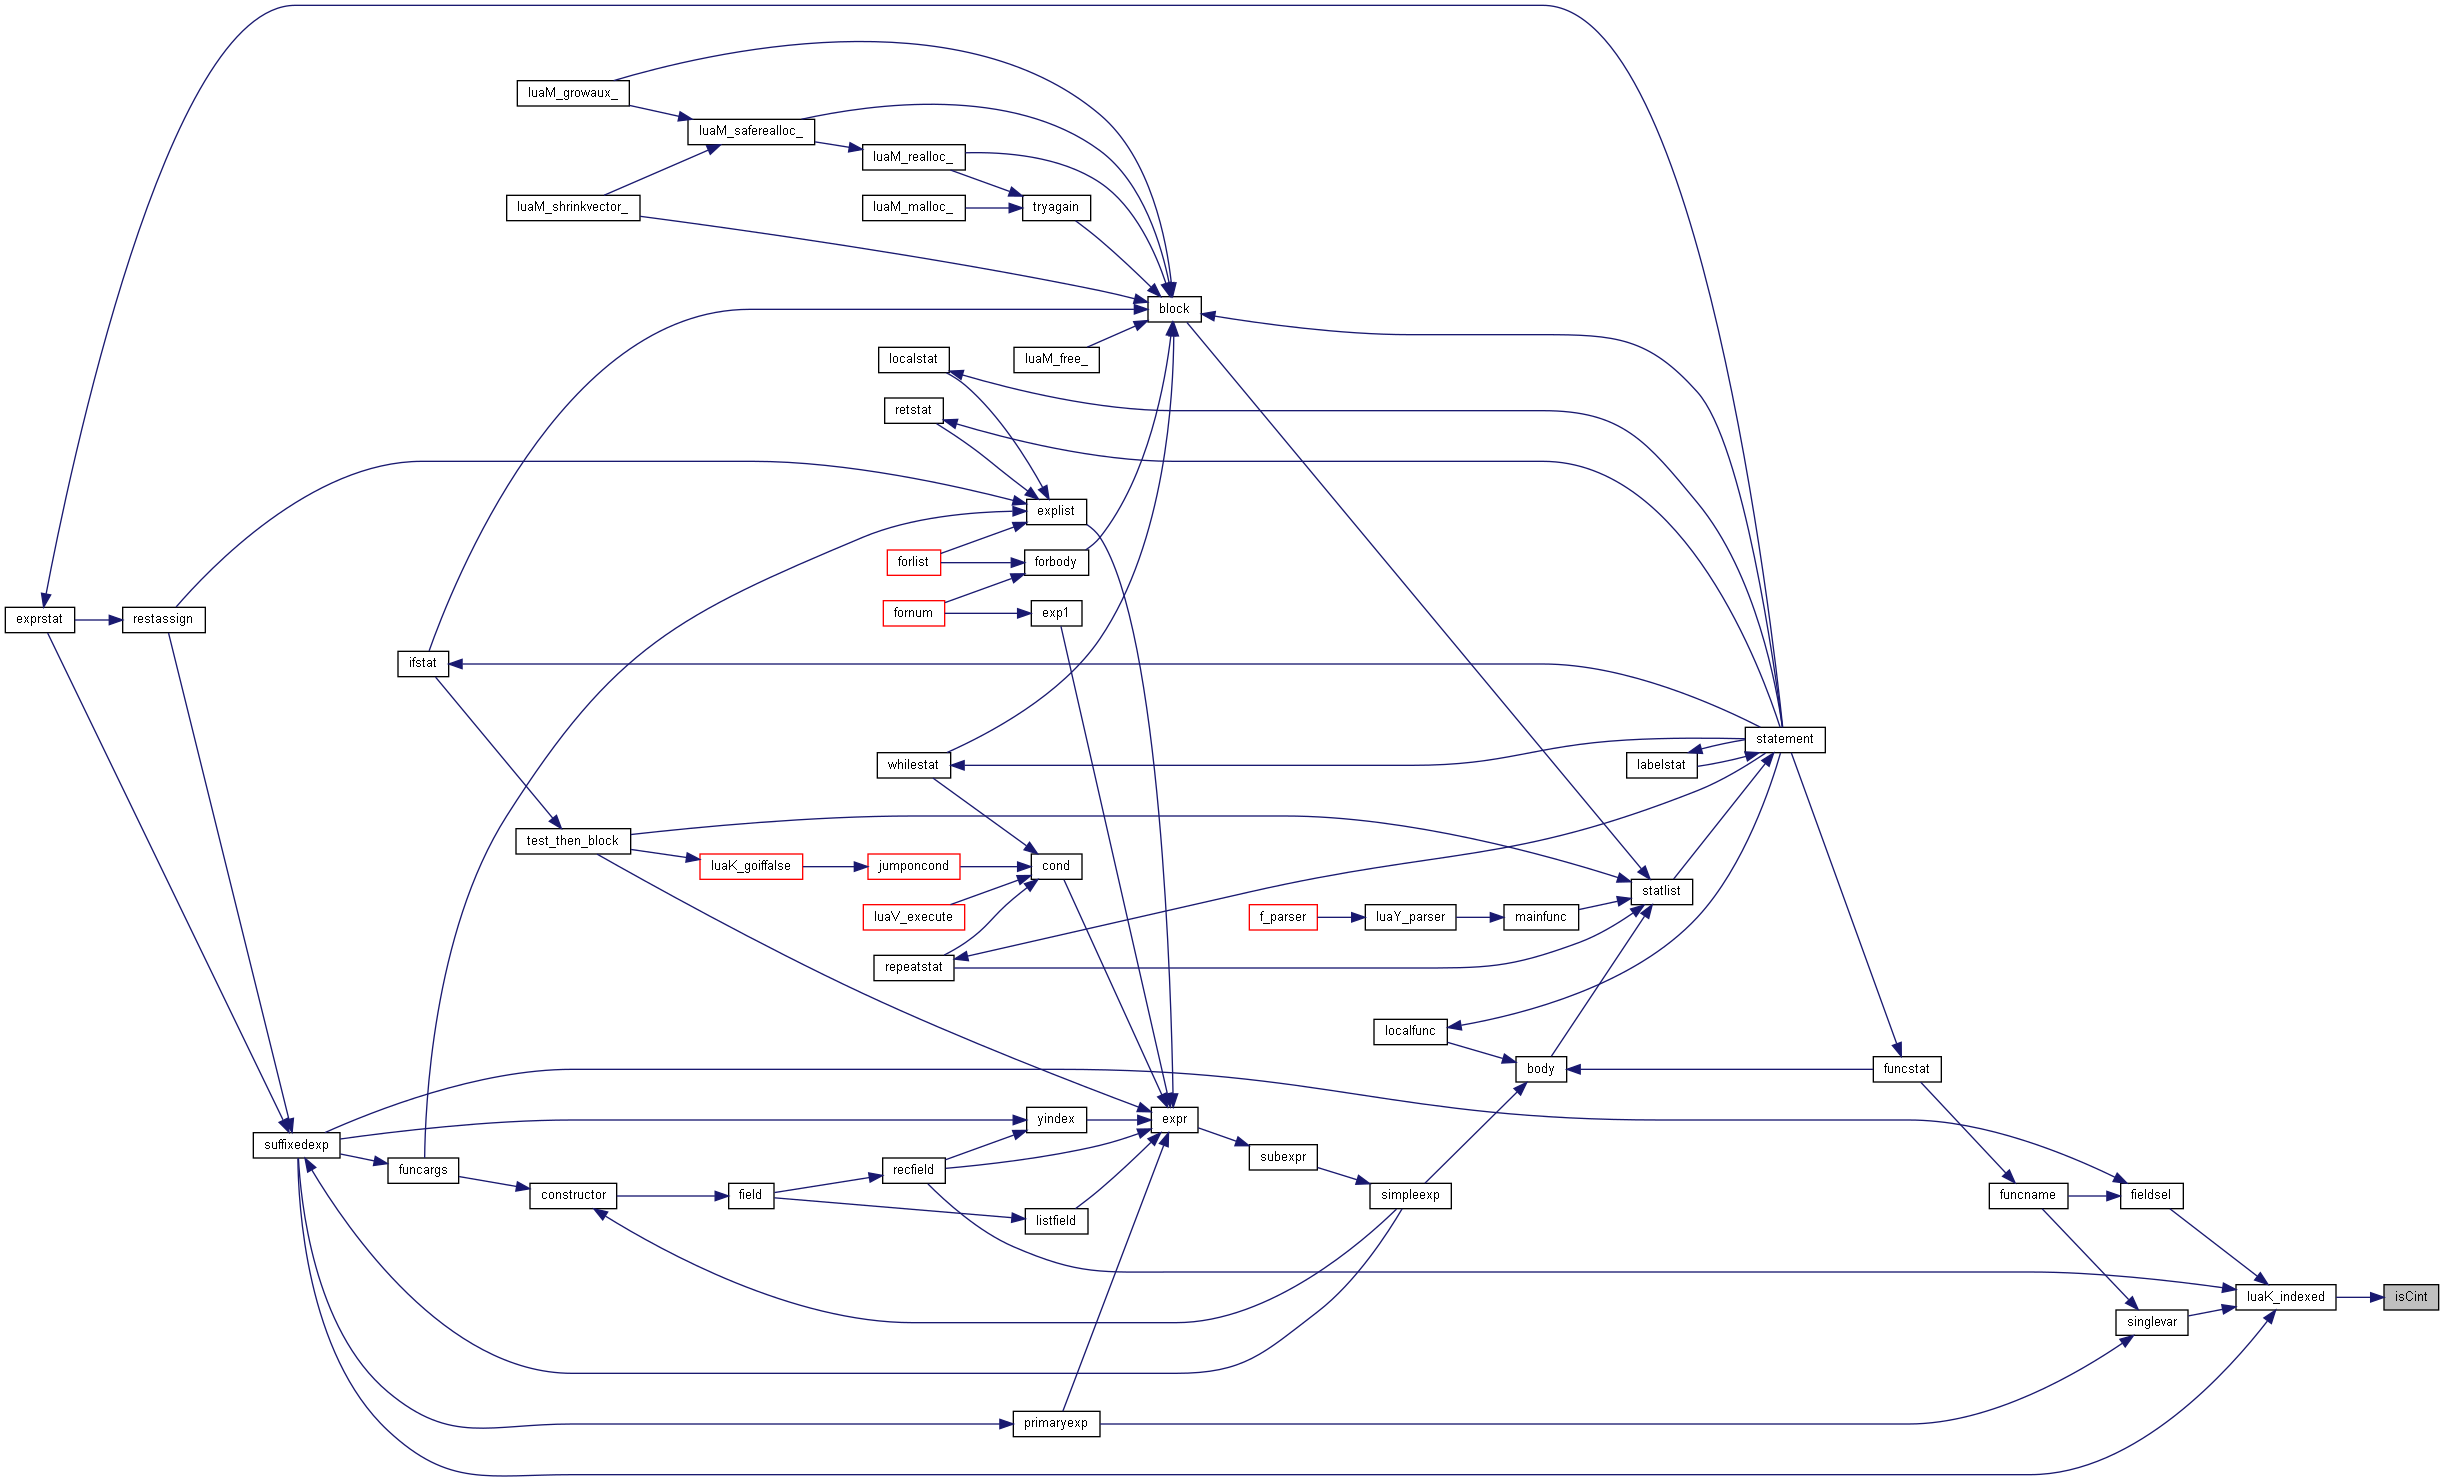 luaM_growaux_
luaM_saferealloc_
luaM_realloc_
luaM_shrinkvector_
luaM_malloc_
tryagain
block
localstat
luaM_free_
retstat
explist
forlist
forbody
fornum
exp1
exprstat
restassign
ifstat
statement
whilestat
labelstat
test_then_block
luaK_goiffalse
jumponcond
cond
statlist
luaV_execute
f_parser
luaY_parser
mainfunc
repeatstat
localfunc
body
funcstat
yindex
expr
suffixedexp
subexpr
funcargs
recfield
constructor
field
simpleexp
funcname
fieldsel
listfield
luaK_indexed
isCint
singlevar
primaryexp